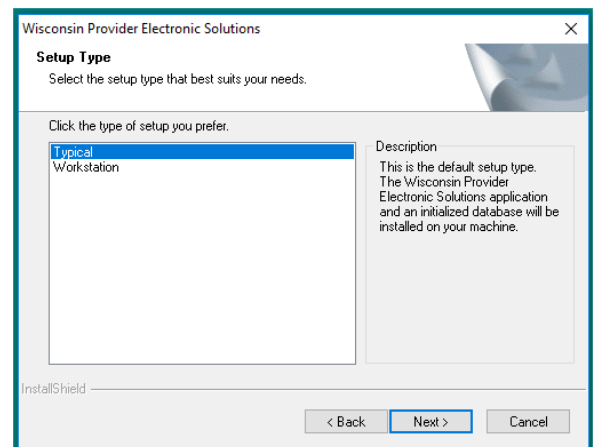 Wisconsin Provider Electronic Solutions
Setup Type
Select the setup type that best suits your needs.
Click the type of setup you prefer.
Typical
Workstation
Description
This is the default setup type.
The Wisconsin Provider
Electronic Solutions application
and an initialized database will be
installed on your machine.
InstallShield
< Back Next > Cancel